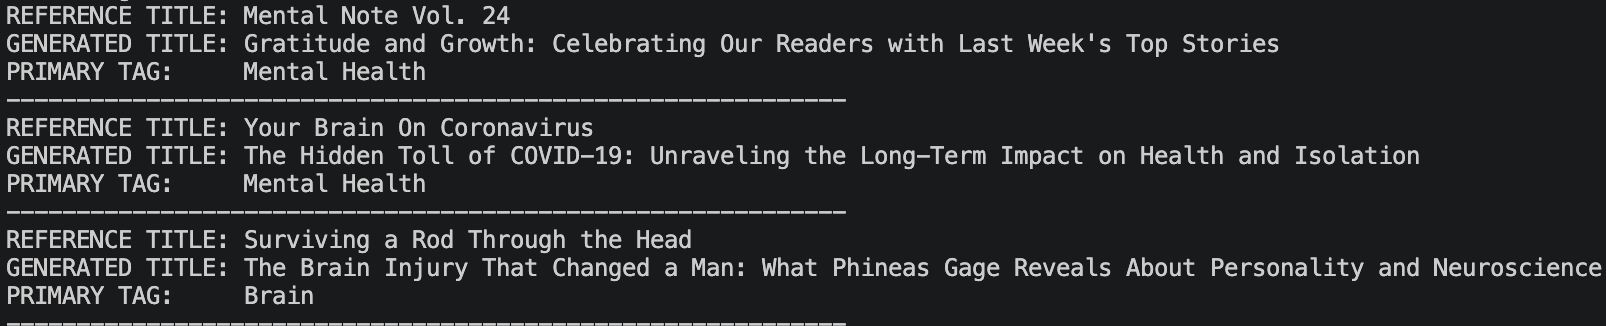 REFERENCE TITLE: Mental Note Vol. 24
GENERATED TITLE: Gratitude and Growth: Celebrating Our Readers with Last Week's Top Stories
PRIMARY TAG: Mental Health
------------------------------------------------------------
REFERENCE TITLE: Your Brain On Coronavirus
GENERATED TITLE: The Hidden Toll of COVID-19: Unraveling the Long-Term Impact on Health and Isolation
PRIMARY TAG: Mental Health
------------------------------------------------------------
REFERENCE TITLE: Surviving a Rod Through the Head
GENERATED TITLE: The Brain Injury That Changed a Man: What Phineas Gage Reveals About Personality and Neuroscience
PRIMARY TAG: Brain
------------------------------------------------------------